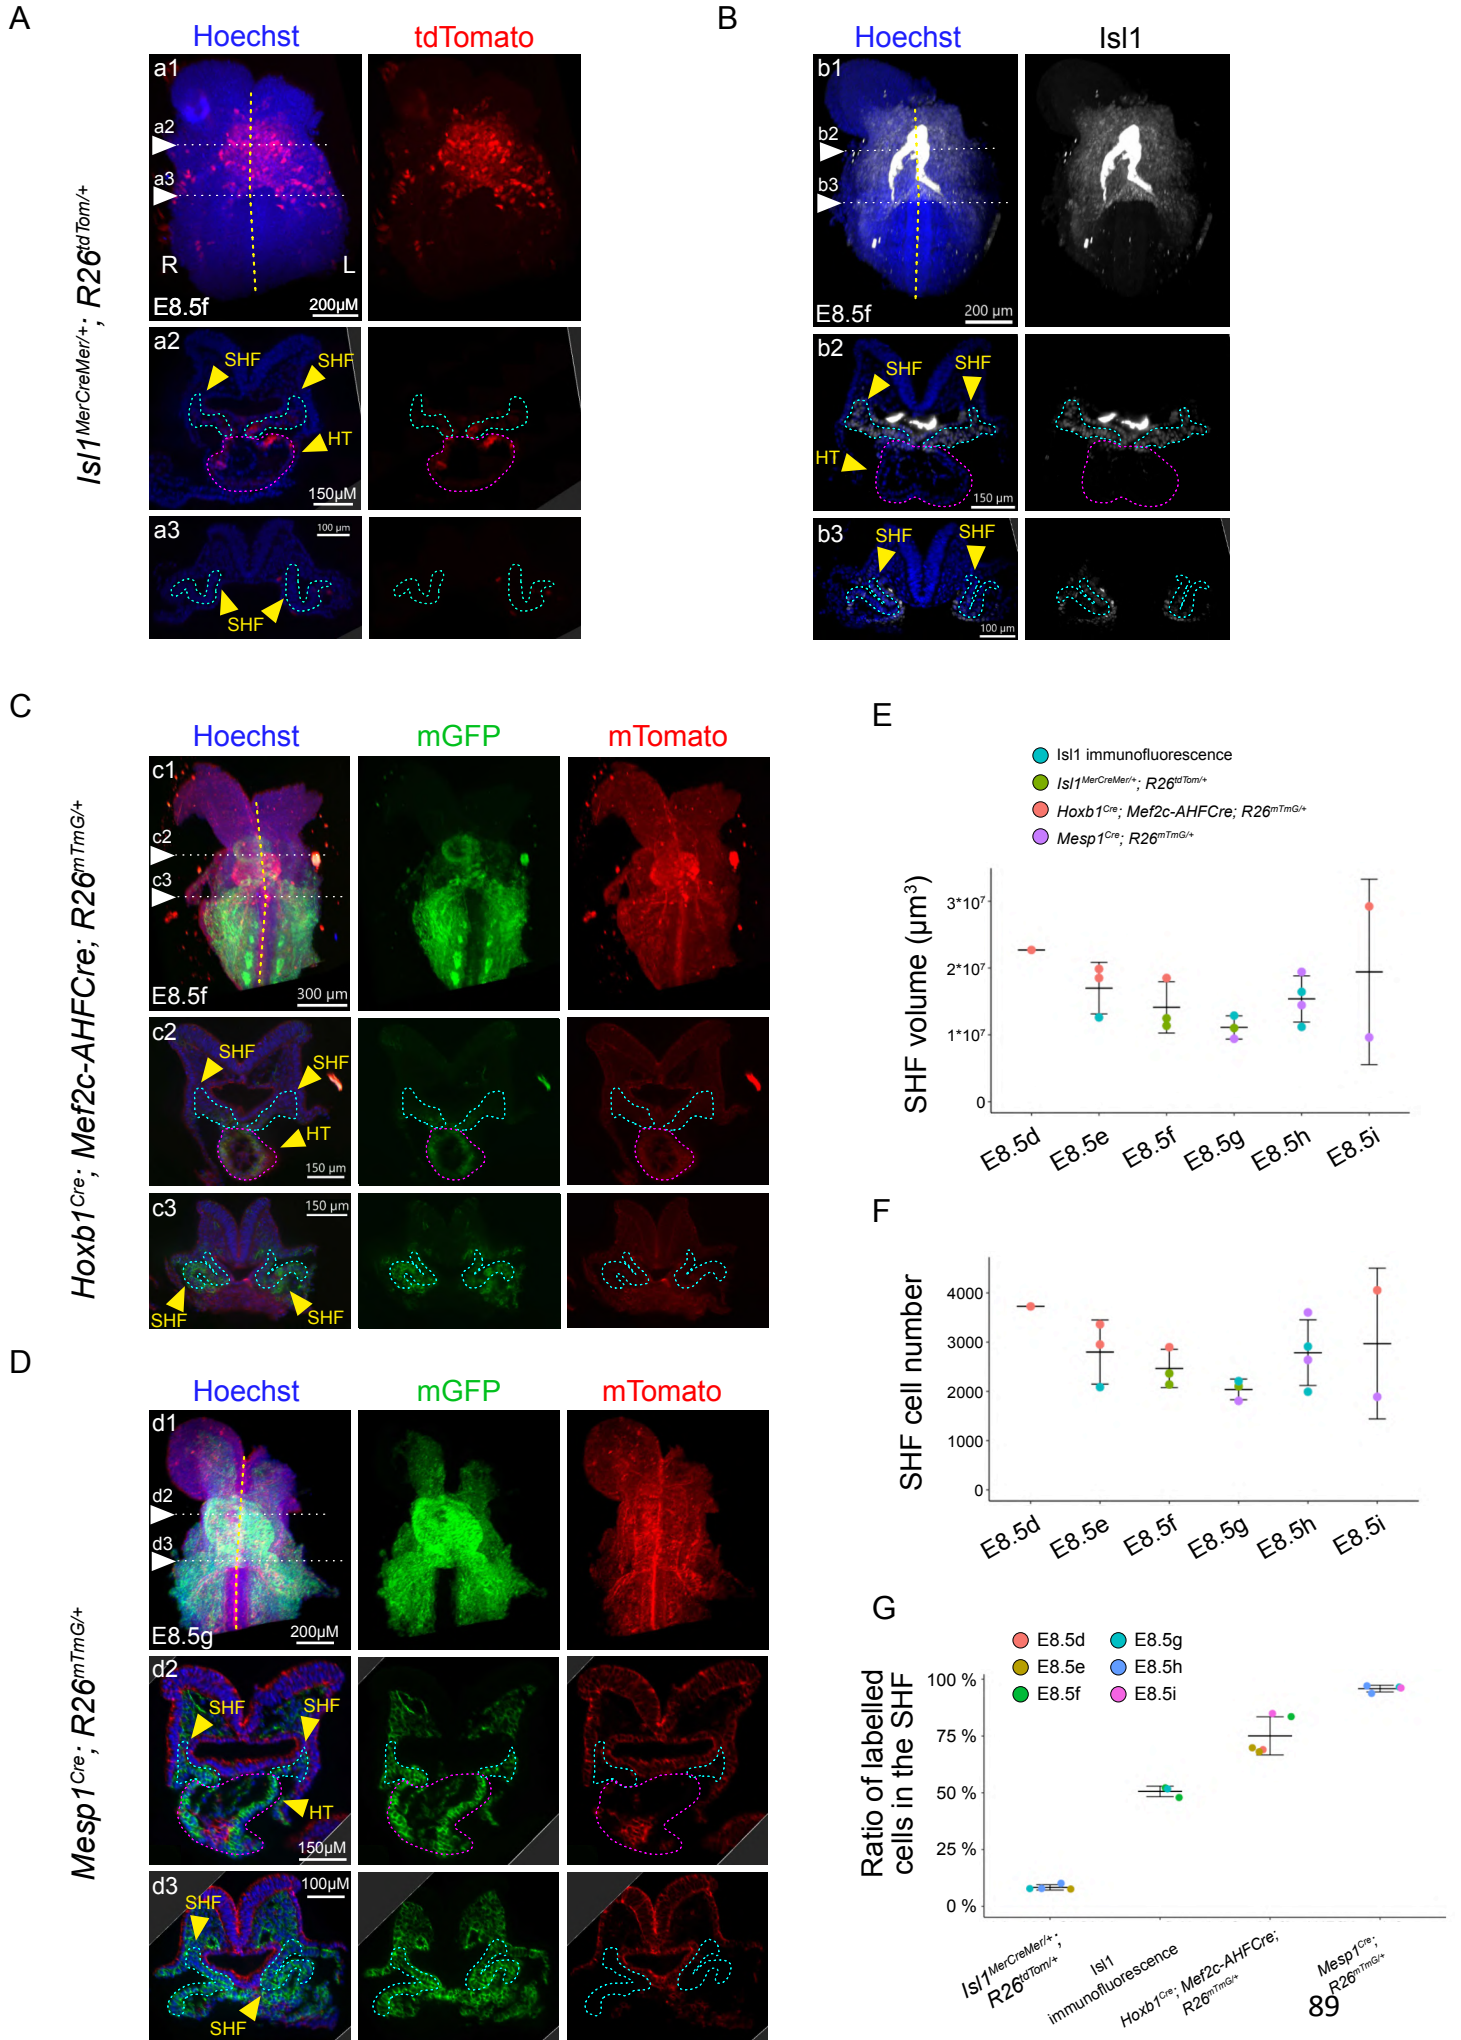 A
Hoechst
tdTomato
Isl1MerCreMer/+; R26tdTom/+
a1
a2
a3
R
L
E8.5f
200µM
a2
SHF
SHF
HT
150µM
a3
100 µm
SHF
B
Hoechst
Isl1
b1
b2
b3
E8.5f
200 µm
b2
SHF
SHF
HT
150 µm
b3
SHF
SHF
100 µm
C
Hoechst
mGFP
mTomato
Hoxb1Cre; Mef2c-AHFCre; R26mTmG/+
c1
c2
c3
E8.5f
300 µm
c2
SHF
SHF
HT
150 µm
c3
150 µm
SHF
SHF
D
Hoechst
mGFP
mTomato
Mesp1Cre; R26mTmG/+
d1
d2
d3
E8.5g
200µM
d2
SHF
SHF
HT
150µM
d3
100µM
SHF
SHF
E
Isl1 immunofluorescence
Isl1MerCreMer/+; R26tdTom/+
Hoxb1Cre; Mef2c-AHFCre; R26mTmG/+
Mesp1Cre; R26mTmG/+
SHF volume (µm³)
3*10⁷
2*10⁷
1*10⁷
0
E8.5d
E8.5e
E8.5f
E8.5g
E8.5h
E8.5i
F
SHF cell number
4000
3000
2000
1000
0
E8.5d
E8.5e
E8.5f
E8.5g
E8.5h
E8.5i
G
E8.5d
E8.5g
E8.5e
E8.5h
E8.5f
E8.5i
Ratio of labelled
cells in the SHF
100 %
75 %
50 %
25 %
0 %
Isl1MerCreMer/+;
R26tdTom/+
Isl1
immunofluorescence
Hoxb1Cre; Mef2c-AHFCre;
R26mTmG/+
Mesp1Cre;
R26mTmG/+
89